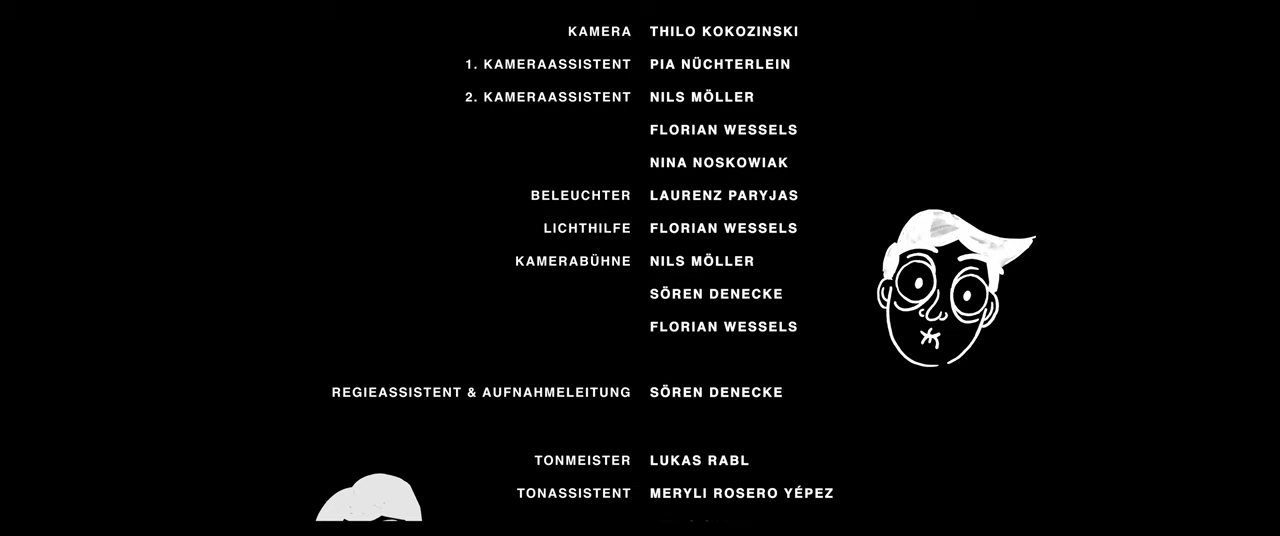 KAMERA THILO KOKOZINSKI
1. KAMERAASSISTENT PIA NÜCHTERLEIN
2. KAMERAASSISTENT NILS MÖLLER
FLORIAN WESSELS
NINA NOSKOWIAK
BELEUCHTER LAURENZ PARYJAS
LICHTHILFE FLORIAN WESSELS
KAMERABÜHNE NILS MÖLLER
SÖREN DENECKE
FLORIAN WESSELS
REGIEASSISTENT & AUFNAHMELEITUNG SÖREN DENECKE
TONMEISTER LUKAS RABL
TONASSISTENT MERYLI ROSERO YÉPEZ